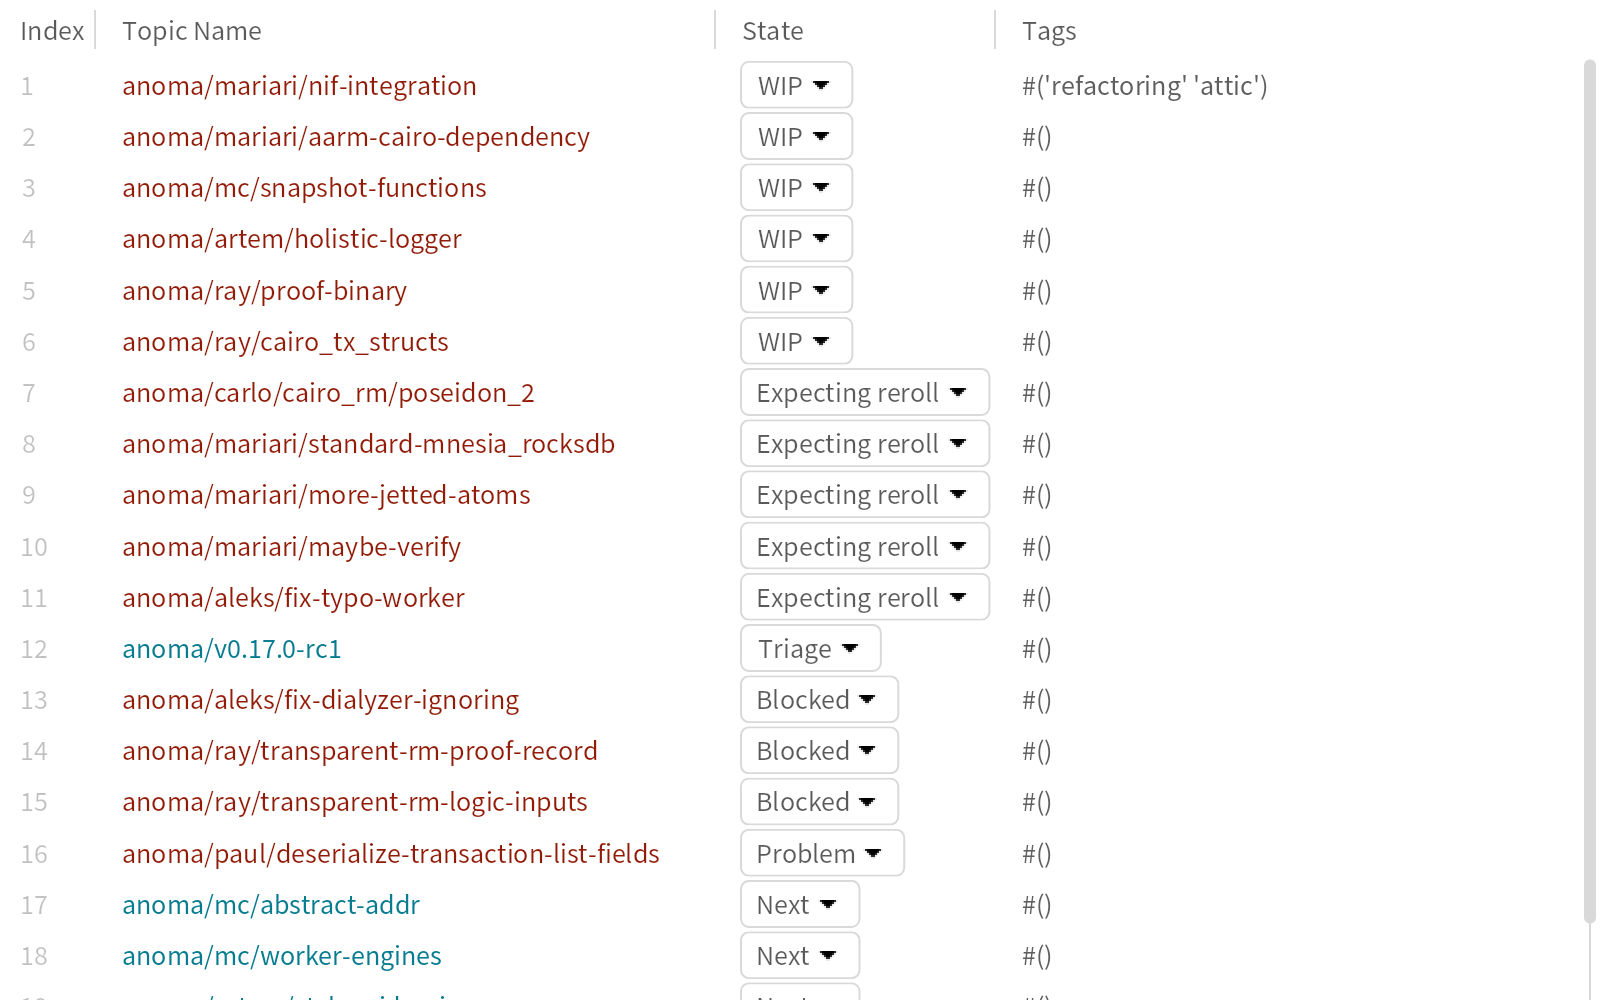 Index Topic Name State Tags
1 anoma/mariari/nif-integration WIP #('refactoring' 'attic')
2 anoma/mariari/aarm-cairo-dependency WIP #()
3 anoma/mc/snapshot-functions WIP #()
4 anoma/artem/holistic-logger WIP #()
5 anoma/ray/proof-binary WIP #()
6 anoma/ray/cairo_tx_structs WIP #()
7 anoma/carlo/cairo_rm/poseidon_2 Expecting reroll #()
8 anoma/mariari/standard-mnesia_rocksdb Expecting reroll #()
9 anoma/mariari/more-jetted-atoms Expecting reroll #()
10 anoma/mariari/maybe-verify Expecting reroll #()
11 anoma/aleks/fix-typo-worker Expecting reroll #()
12 anoma/v0.17.0-rc1 Triage #()
13 anoma/aleks/fix-dialyzer-ignoring Blocked #()
14 anoma/ray/transparent-rm-proof-record Blocked #()
15 anoma/ray/transparent-rm-logic-inputs Blocked #()
16 anoma/paul/deserialize-transaction-list-fields Problem #()
17 anoma/mc/abstract-addr Next #()
18 anoma/mc/worker-engines Next #()